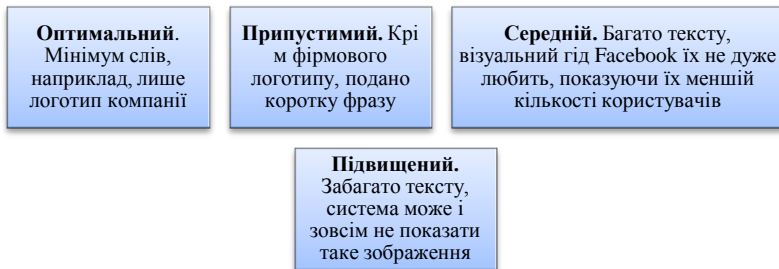 Оптимальний.
Мінімум слів,
наприклад, лише
логотип компанії
Припустимий. Крі
м фірмового
логотипу, подано
коротку фразу
Середній. Багато тексту,
візуальний гід Facebook їх не дуже
любить, показуючи їх меншій
кількості користувачів
Підвищений.
Забагато тексту,
система може і
зовсім не показати
таке зображення